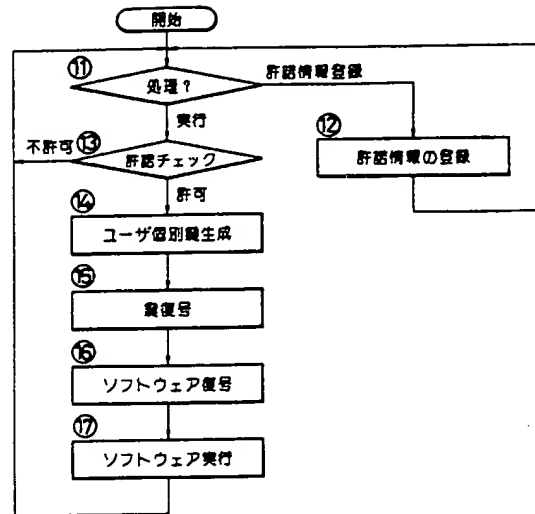 開始
⑪
処理?
許諾情報登録
実行
⑫
許諾情報の登録
不許可
⑬
許諾チェック
許可
⑭
ユーザ個別鍵生成
⑮
鍵復号
⑯
ソフトウェア復号
⑰
ソフトウェア実行